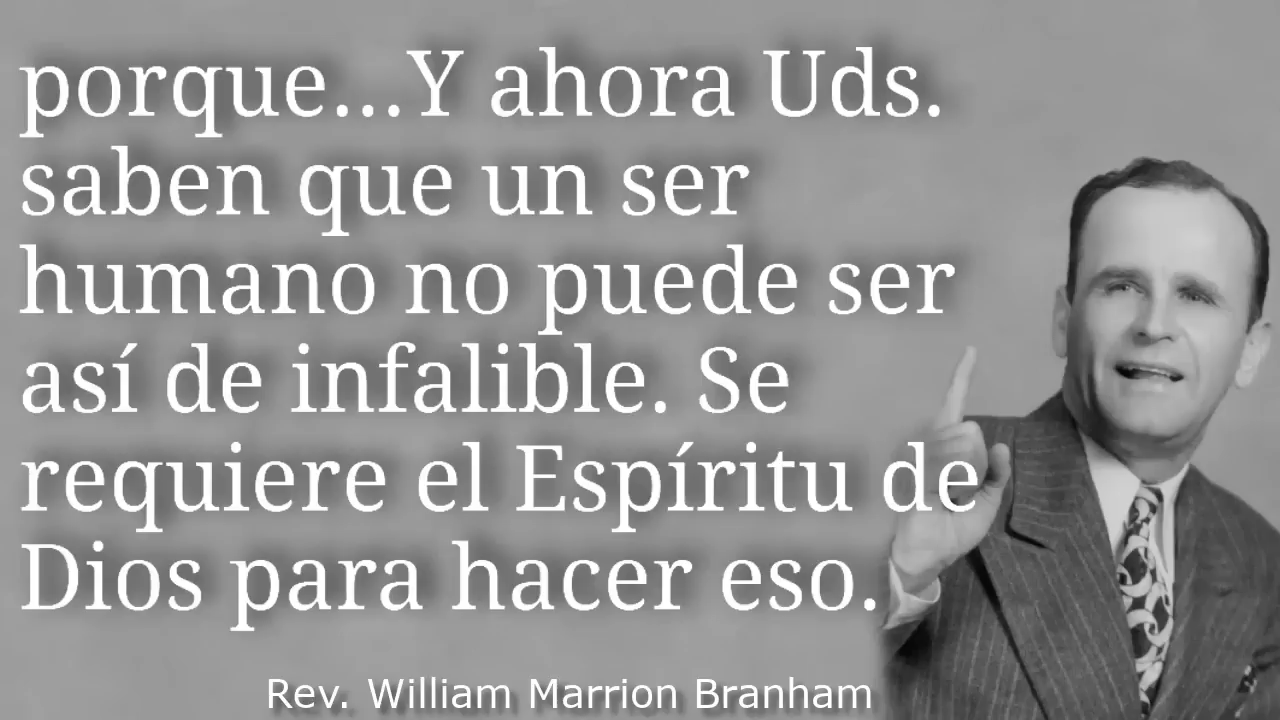 porque...Y ahora Uds.
saben que un ser
humano no puede ser
así de infalible. Se
requiere el Espíritu de
Dios para hacer eso.
Rev. William Marrion Branham